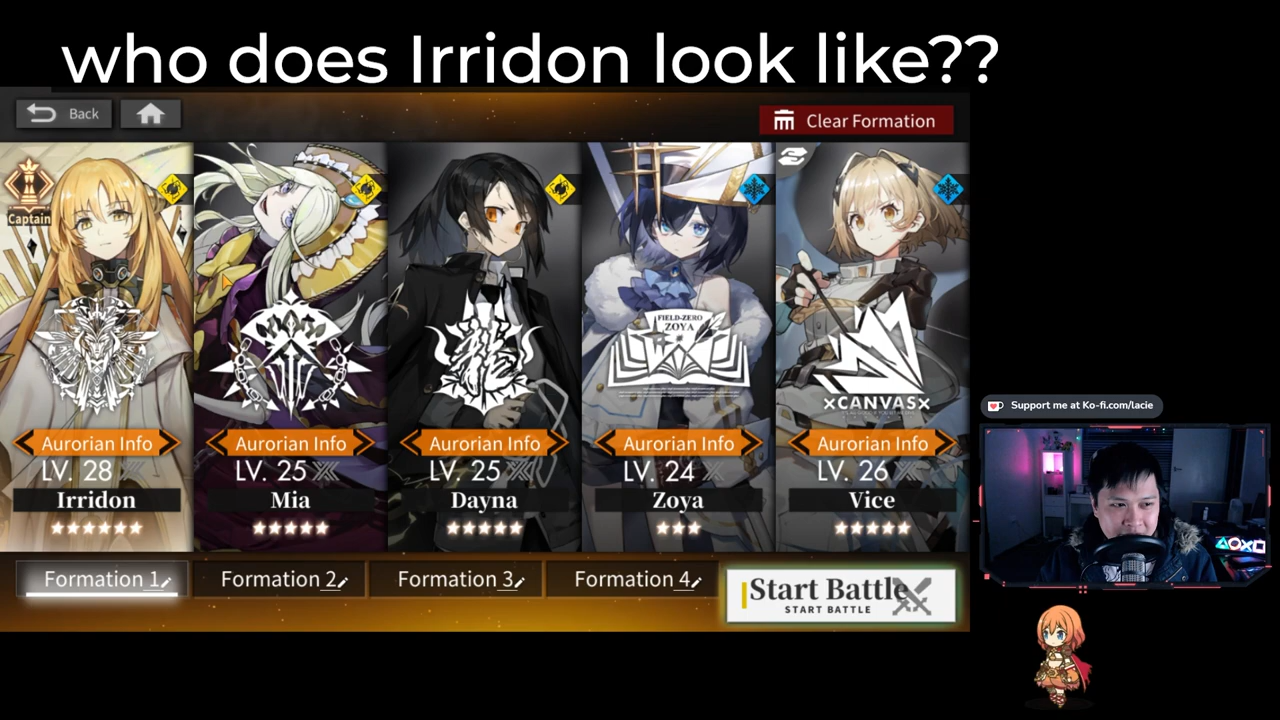 who does Irridon look like??
Back
Clear Formation
Captain
FIELD-ZERO
ZOYA
龍
xCANVASx
Aurorian Info
Aurorian Info
Aurorian Info
Aurorian Info
Aurorian Info
LV. 28
LV. 25
LV. 25
LV. 24
LV. 26
Irridon
Mia
Dayna
Zoya
Vice
Formation 1
Formation 2
Formation 3
Formation 4
Start Battle
START BATTLE
Support me at Ko-fi.com/lacie